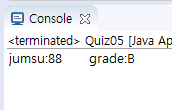 Console
<terminated> Quiz05 [Java Ap
jumsu:88 grade:B